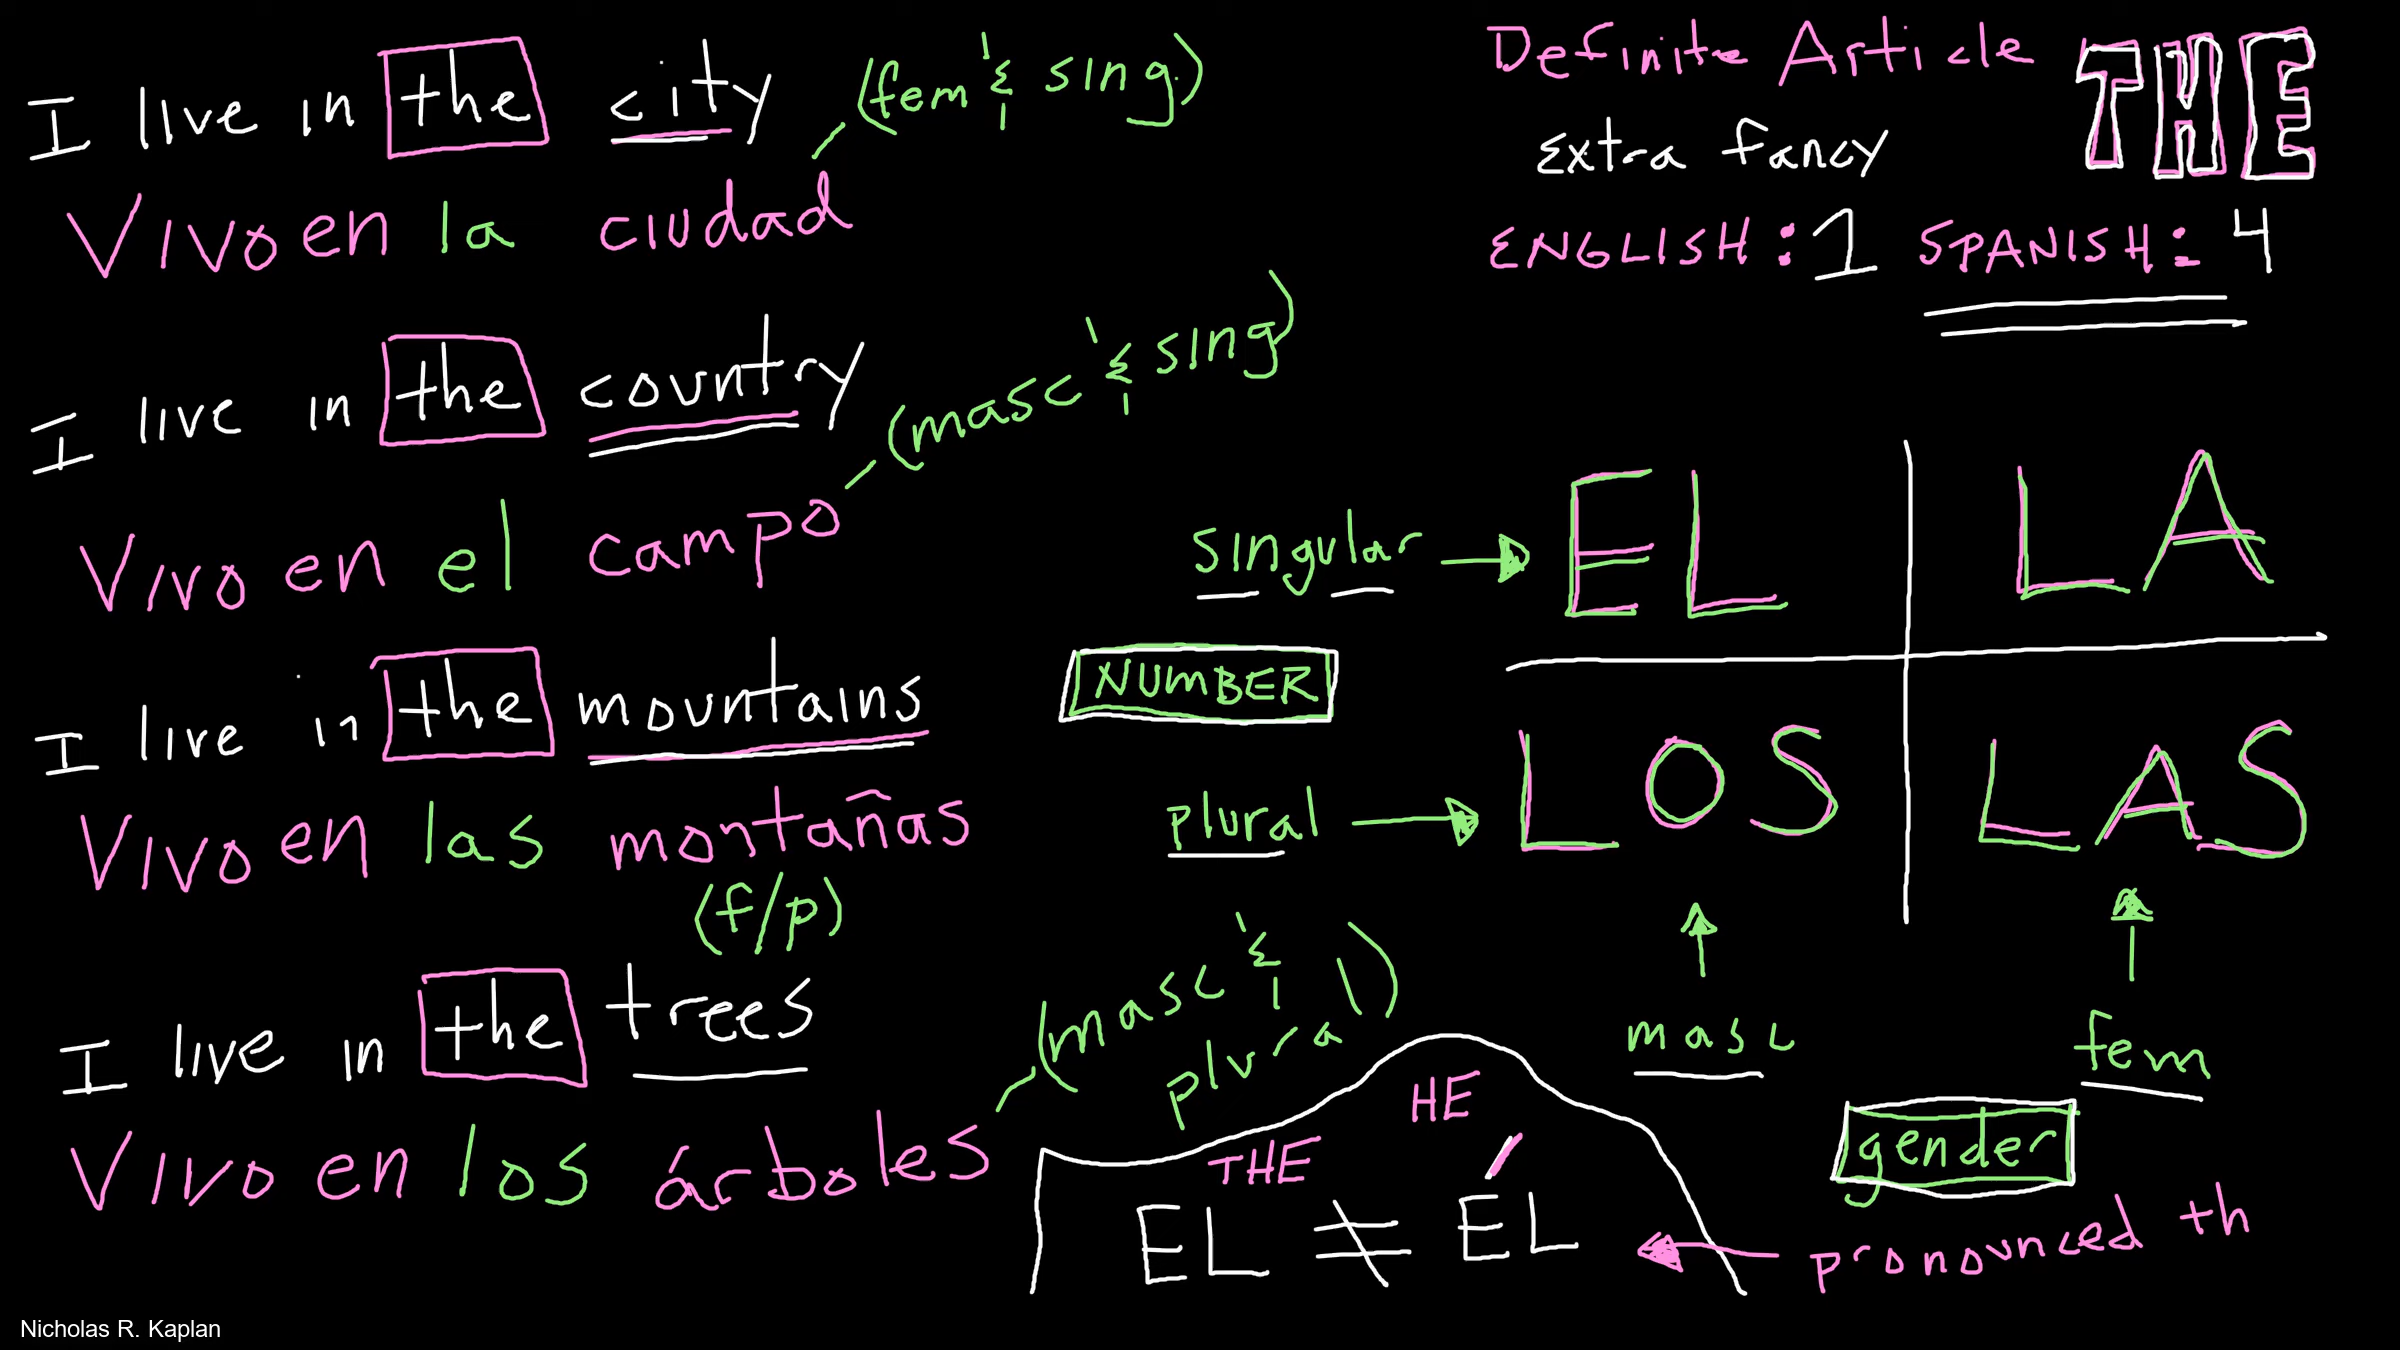 I live in the city (fem & sing)
Vivo en la ciudad
I live in the country (masc & sing)
Vivo en el campo
I live in the mountains
Vivo en las montañas
(f/p)
I live in the trees (masc & plural)
Vivo en los árboles
Definite Article THE
Extra fancy
ENGLISH: 1 SPANISH: 4
singular EL LA
NUMBER
plural LOS LAS
masc fem
gender
THE HE
EL ≠ ÉL
pronounced th
Nicholas R. Kaplan